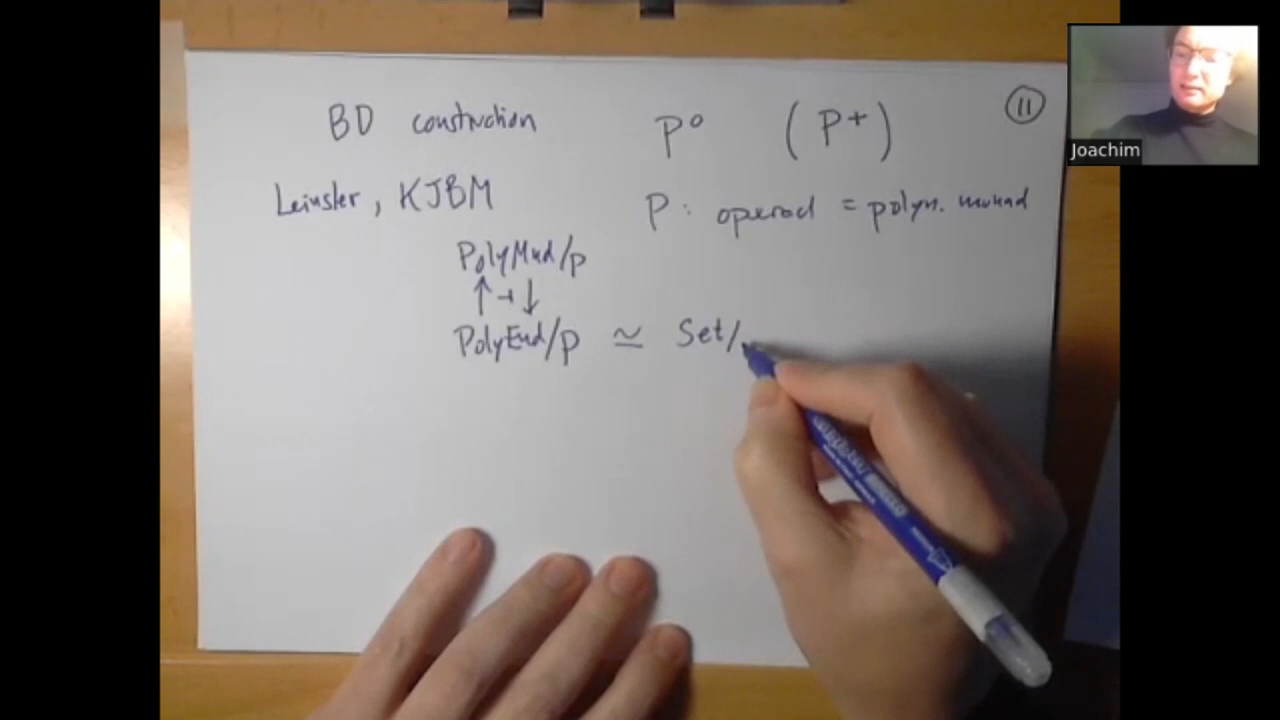 BD construction P° (P⁺) 11
Leinster, KJBM P : operad = polyn. monad
PolyMnd/P
↑ ⊣ ↓
PolyEnd/P ≃ Set/
Joachim